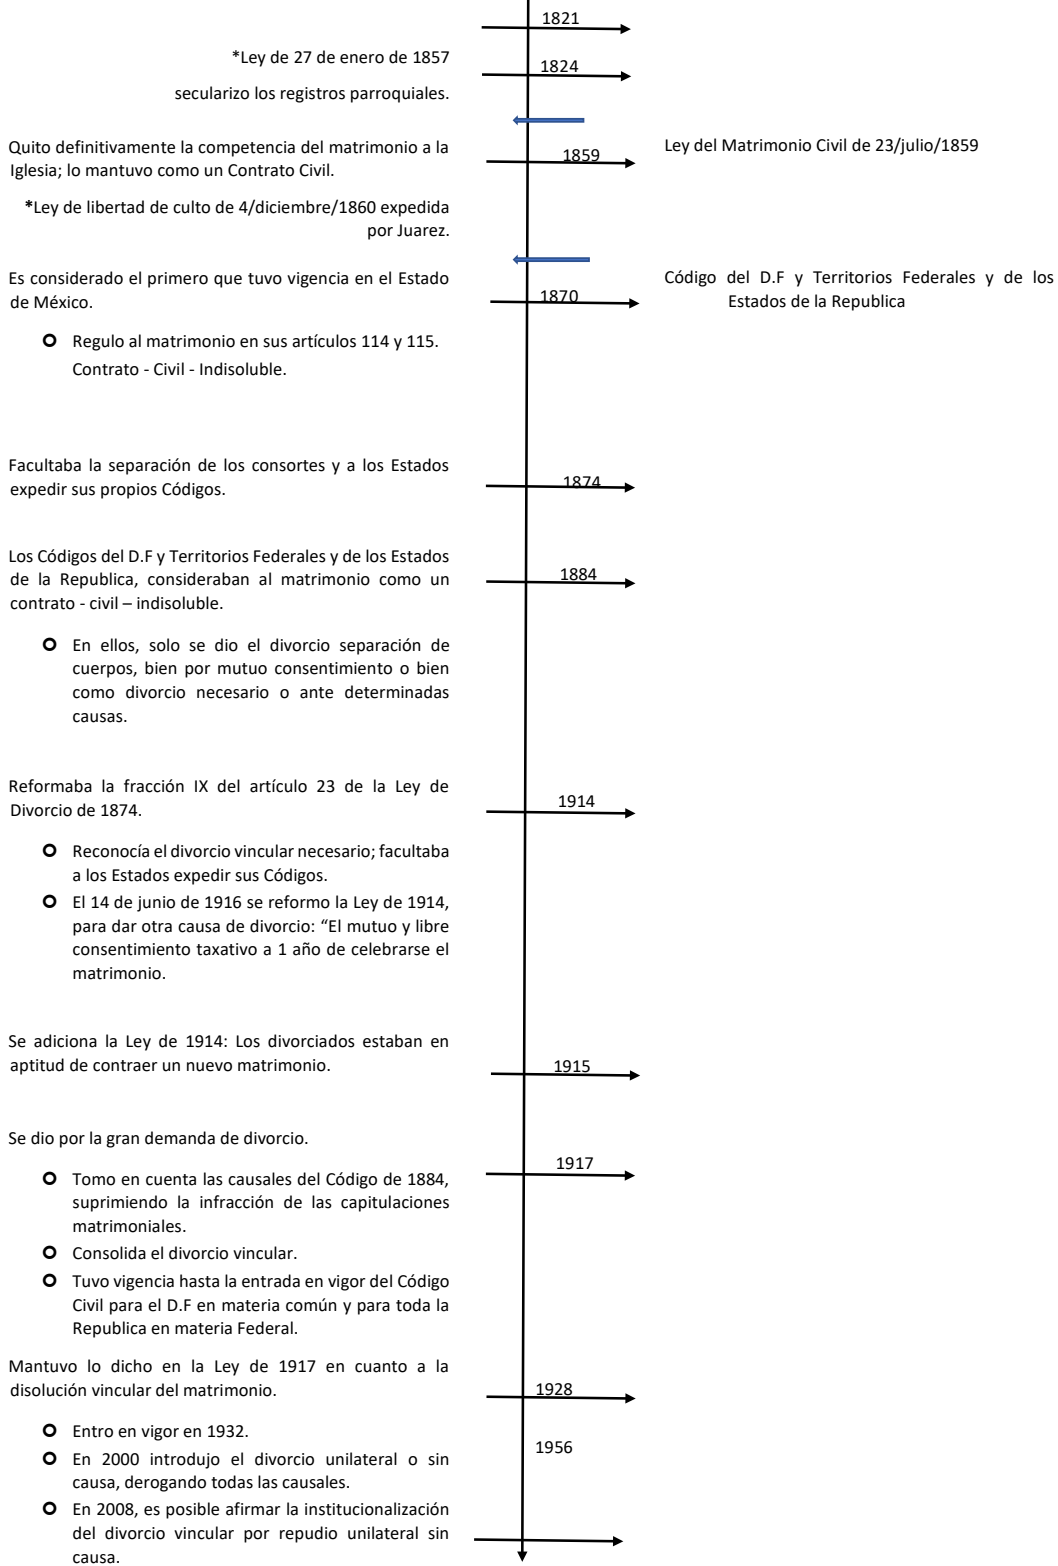 1821
*Ley de 27 de enero de 1857
1824
secularizo los registros parroquiales.
Quito definitivamente la competencia del matrimonio a la
Iglesia; lo mantuvo como un Contrato Civil.
1859
Ley del Matrimonio Civil de 23/julio/1859
*Ley de libertad de culto de 4/diciembre/1860 expedida
por Juarez.
Es considerado el primero que tuvo vigencia en el Estado
de México.
1870
Código del D.F y Territorios Federales y de los
Estados de la Republica
Regulo al matrimonio en sus artículos 114 y 115.
Contrato - Civil - Indisoluble.
Facultaba la separación de los consortes y a los Estados
expedir sus propios Códigos.
1874
Los Códigos del D.F y Territorios Federales y de los Estados
de la Republica, consideraban al matrimonio como un
contrato - civil – indisoluble.
1884
En ellos, solo se dio el divorcio separación de
cuerpos, bien por mutuo consentimiento o bien
como divorcio necesario o ante determinadas
causas.
Reformaba la fracción IX del artículo 23 de la Ley de
Divorcio de 1874.
1914
Reconocía el divorcio vincular necesario; facultaba
a los Estados expedir sus Códigos.
El 14 de junio de 1916 se reformo la Ley de 1914,
para dar otra causa de divorcio: “El mutuo y libre
consentimiento taxativo a 1 año de celebrarse el
matrimonio.
Se adiciona la Ley de 1914: Los divorciados estaban en
aptitud de contraer un nuevo matrimonio.
1915
Se dio por la gran demanda de divorcio.
1917
Tomo en cuenta las causales del Código de 1884,
suprimiendo la infracción de las capitulaciones
matrimoniales.
Consolida el divorcio vincular.
Tuvo vigencia hasta la entrada en vigor del Código
Civil para el D.F en materia común y para toda la
Republica en materia Federal.
Mantuvo lo dicho en la Ley de 1917 en cuanto a la
disolución vincular del matrimonio.
1928
Entro en vigor en 1932.
1956
En 2000 introdujo el divorcio unilateral o sin
causa, derogando todas las causales.
En 2008, es posible afirmar la institucionalización
del divorcio vincular por repudio unilateral sin
causa.